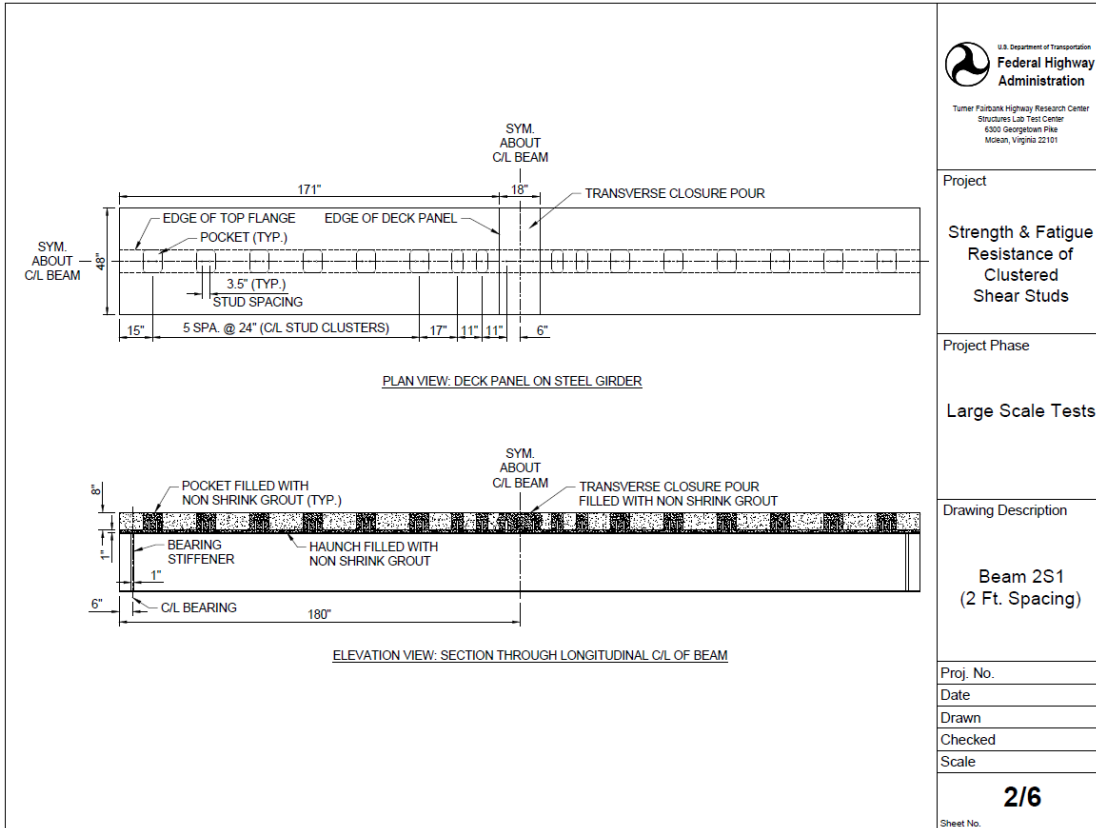 SYM.
ABOUT
C/L BEAM
171"
18"
TRANSVERSE CLOSURE POUR
EDGE OF TOP FLANGE
EDGE OF DECK PANEL
POCKET (TYP.)
SYM.
ABOUT
C/L BEAM
48"
3.5" (TYP.)
STUD SPACING
15"
5 SPA. @ 24" (C/L STUD CLUSTERS)
17"
11"
11"
6"
PLAN VIEW: DECK PANEL ON STEEL GIRDER
SYM.
ABOUT
C/L BEAM
8"
POCKET FILLED WITH
NON SHRINK GROUT (TYP.)
TRANSVERSE CLOSURE POUR
FILLED WITH NON SHRINK GROUT
1"
BEARING
STIFFENER
HAUNCH FILLED WITH
NON SHRINK GROUT
1"
6"
C/L BEARING
180"
ELEVATION VIEW: SECTION THROUGH LONGITUDINAL C/L OF BEAM
U.S. Department of Transportation
Federal Highway
Administration
Turner Fairbank Highway Research Center
Structures Lab Test Center
6300 Georgetown Pike
Mclean, Virginia 22101
Project
Strength & Fatigue
Resistance of
Clustered
Shear Studs
Project Phase
Large Scale Tests
Drawing Description
Beam 2S1
(2 Ft. Spacing)
Proj. No.
Date
Drawn
Checked
Scale
2/6
Sheet No.